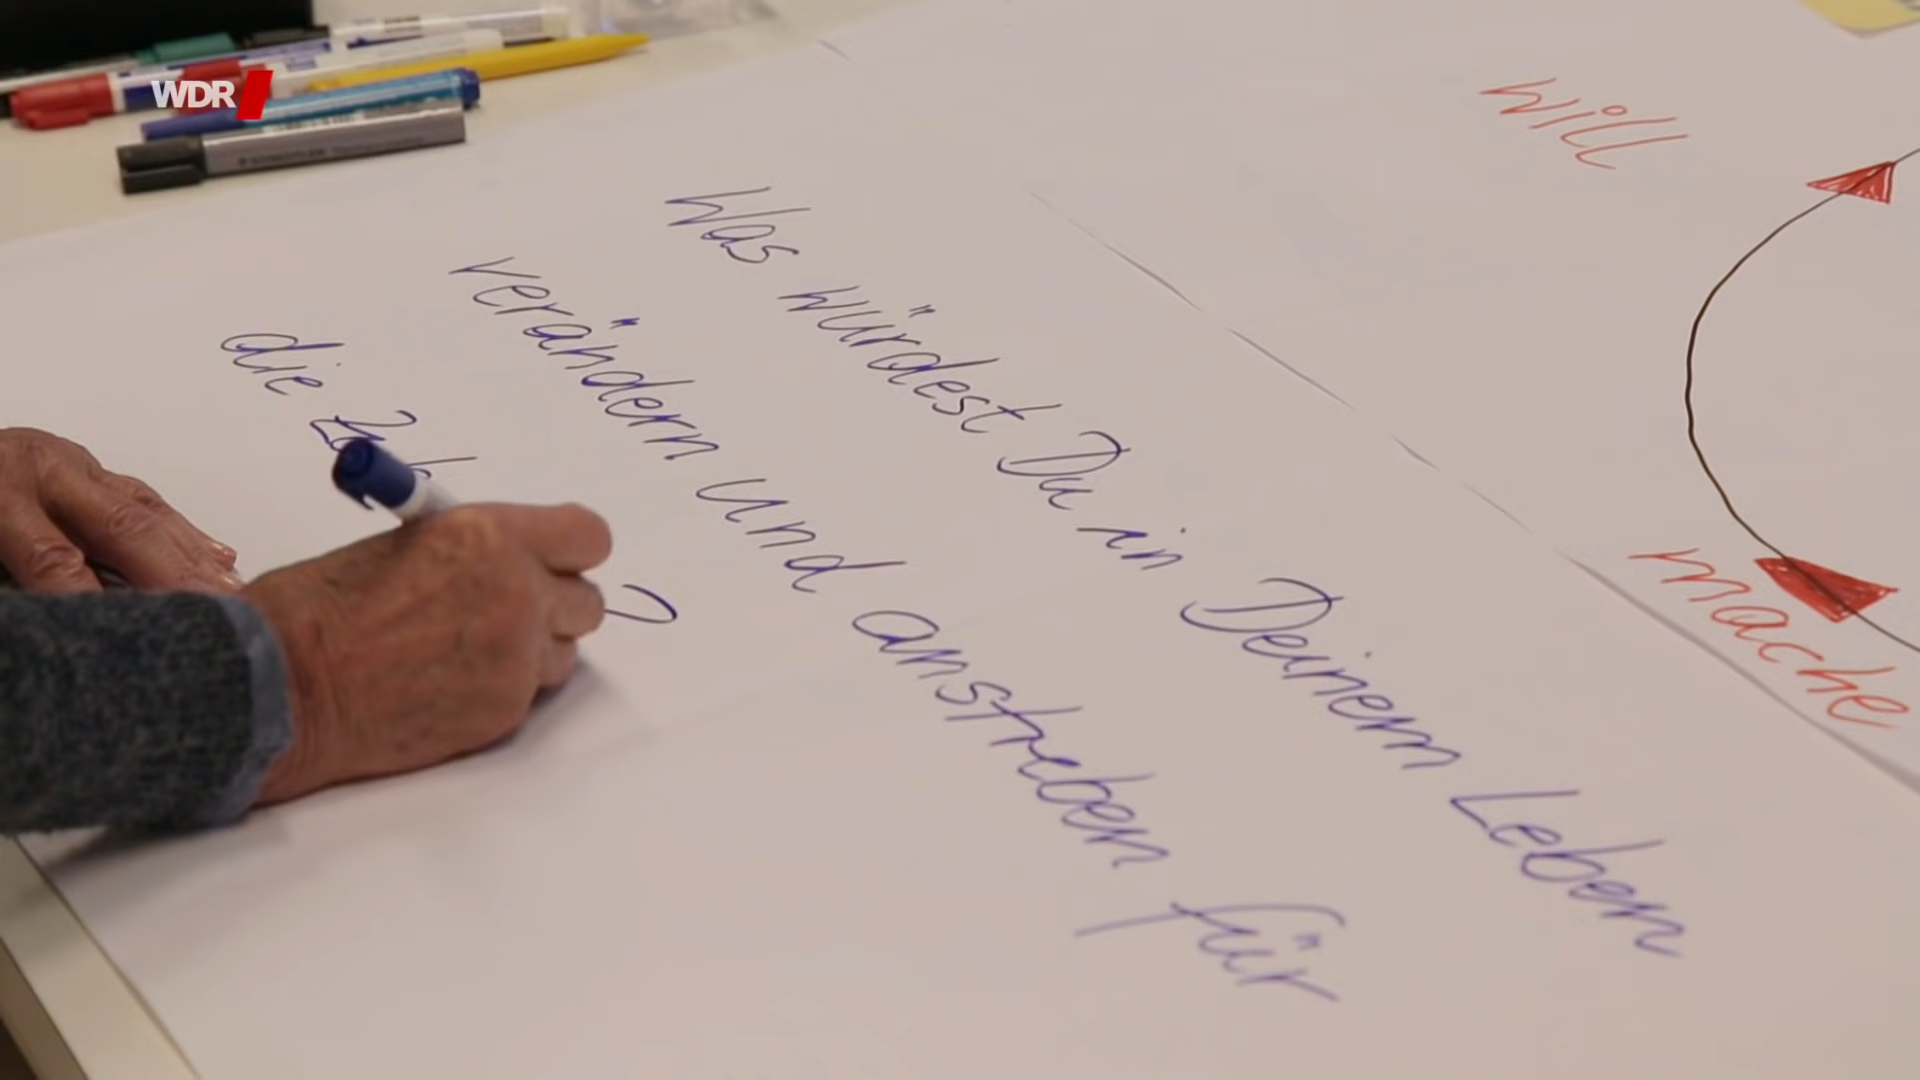 WDR
will
mache
Was würdest Du in Deinem Leben
verändern und anstreben für
die ?